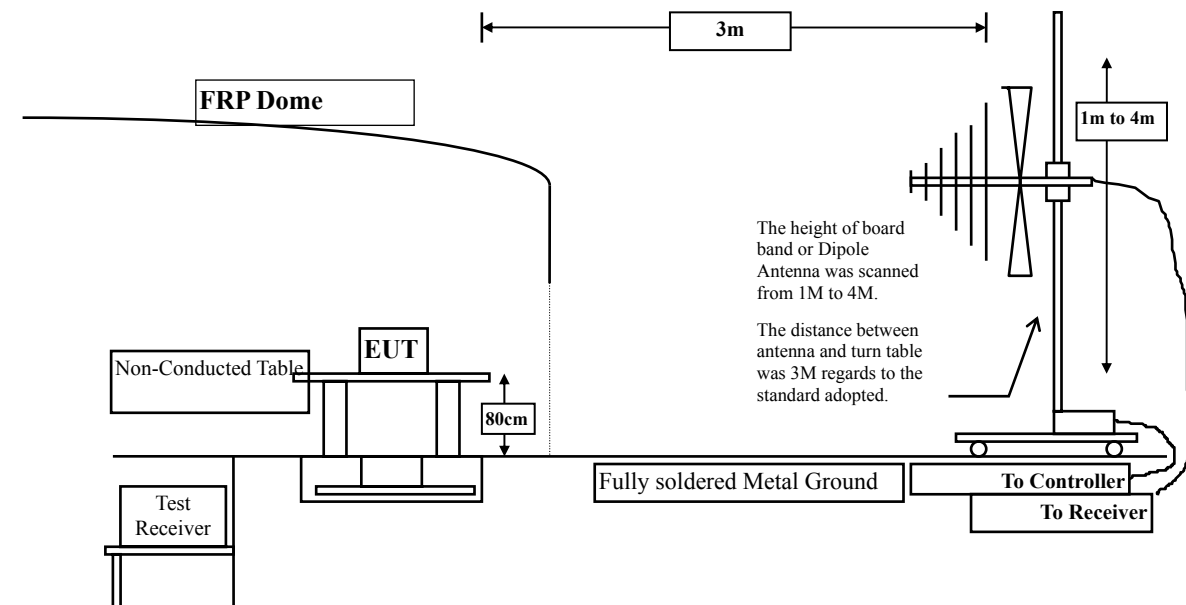 3m
FRP Dome
1m to 4m
The height of board
band or Dipole
Antenna was scanned
from 1M to 4M.
The distance between
antenna and turn table
was 3M regards to the
standard adopted.
EUT
Non-Conducted Table
80cm
Fully soldered Metal Ground
To Controller
To Receiver
Test
Receiver